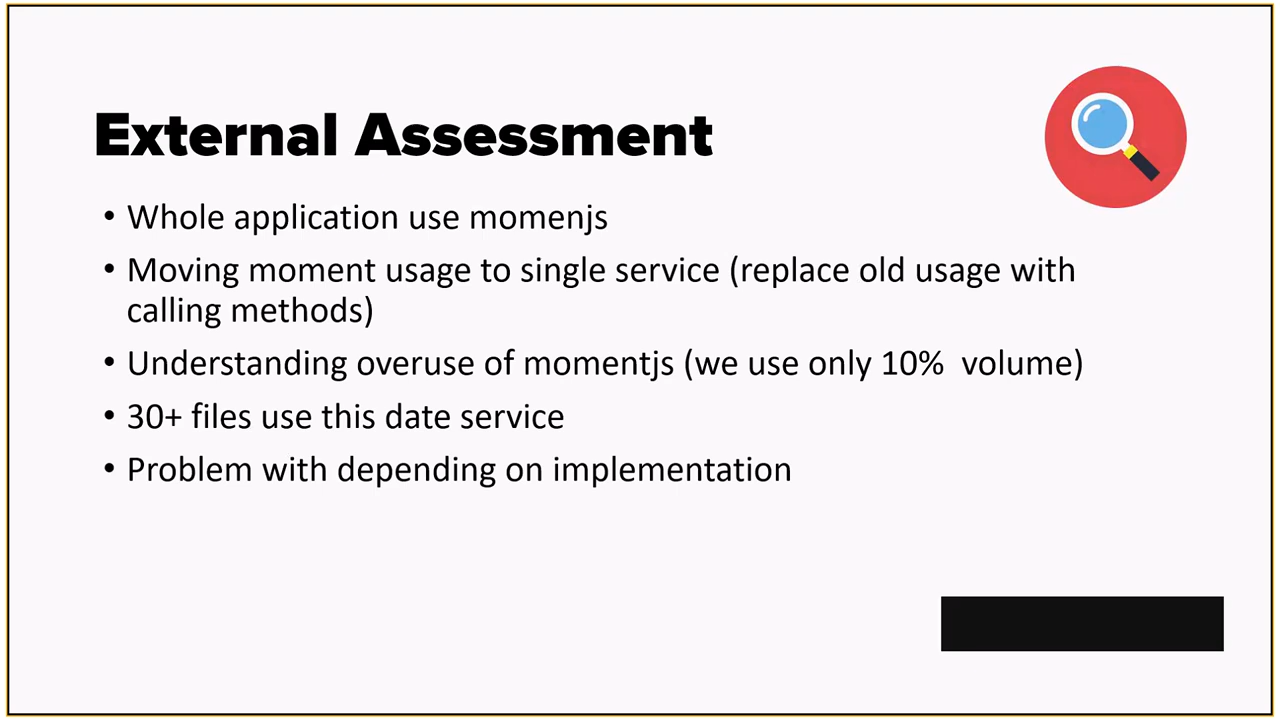 External Assessment
• Whole application use momenjs
• Moving moment usage to single service (replace old usage with
calling methods)
• Understanding overuse of momentjs (we use only 10%  volume)
• 30+ files use this date service
• Problem with depending on implementation